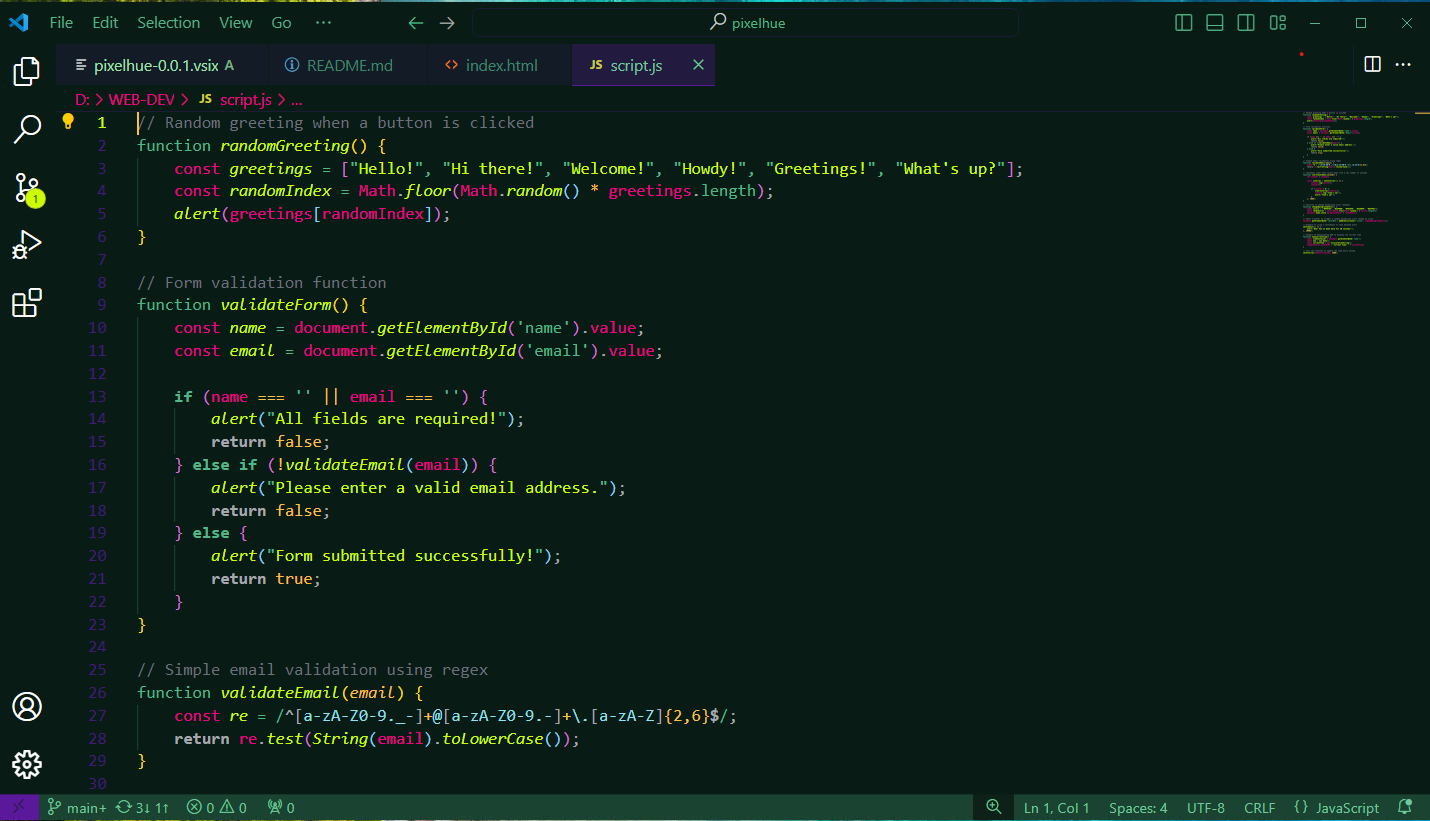 File Edit Selection View Go ··· pixelhue
pixelhue-0.0.1.vsix A README.md index.html JS script.js
D: > WEB-DEV > JS script.js > ...
1 // Random greeting when a button is clicked
2 function randomGreeting() {
3 const greetings = ["Hello!", "Hi there!", "Welcome!", "Howdy!", "Greetings!", "What's up?"];
4 const randomIndex = Math.floor(Math.random() * greetings.length);
5 alert(greetings[randomIndex]);
6 }
7
8 // Form validation function
9 function validateForm() {
10 const name = document.getElementById('name').value;
11 const email = document.getElementById('email').value;
12
13 if (name === '' || email === '') {
14 alert("All fields are required!");
15 return false;
16 } else if (!validateEmail(email)) {
17 alert("Please enter a valid email address.");
18 return false;
19 } else {
20 alert("Form submitted successfully!");
21 return true;
22 }
23 }
24
25 // Simple email validation using regex
26 function validateEmail(email) {
27 const re = /^[a-zA-Z0-9._-]+@[a-zA-Z0-9.-]+\.[a-zA-Z]{2,6}$/;
28 return re.test(String(email).toLowerCase());
29 }
30
1
main+ 3↓ 1↑ 0 0 0 Ln 1, Col 1 Spaces: 4 UTF-8 CRLF {} JavaScript